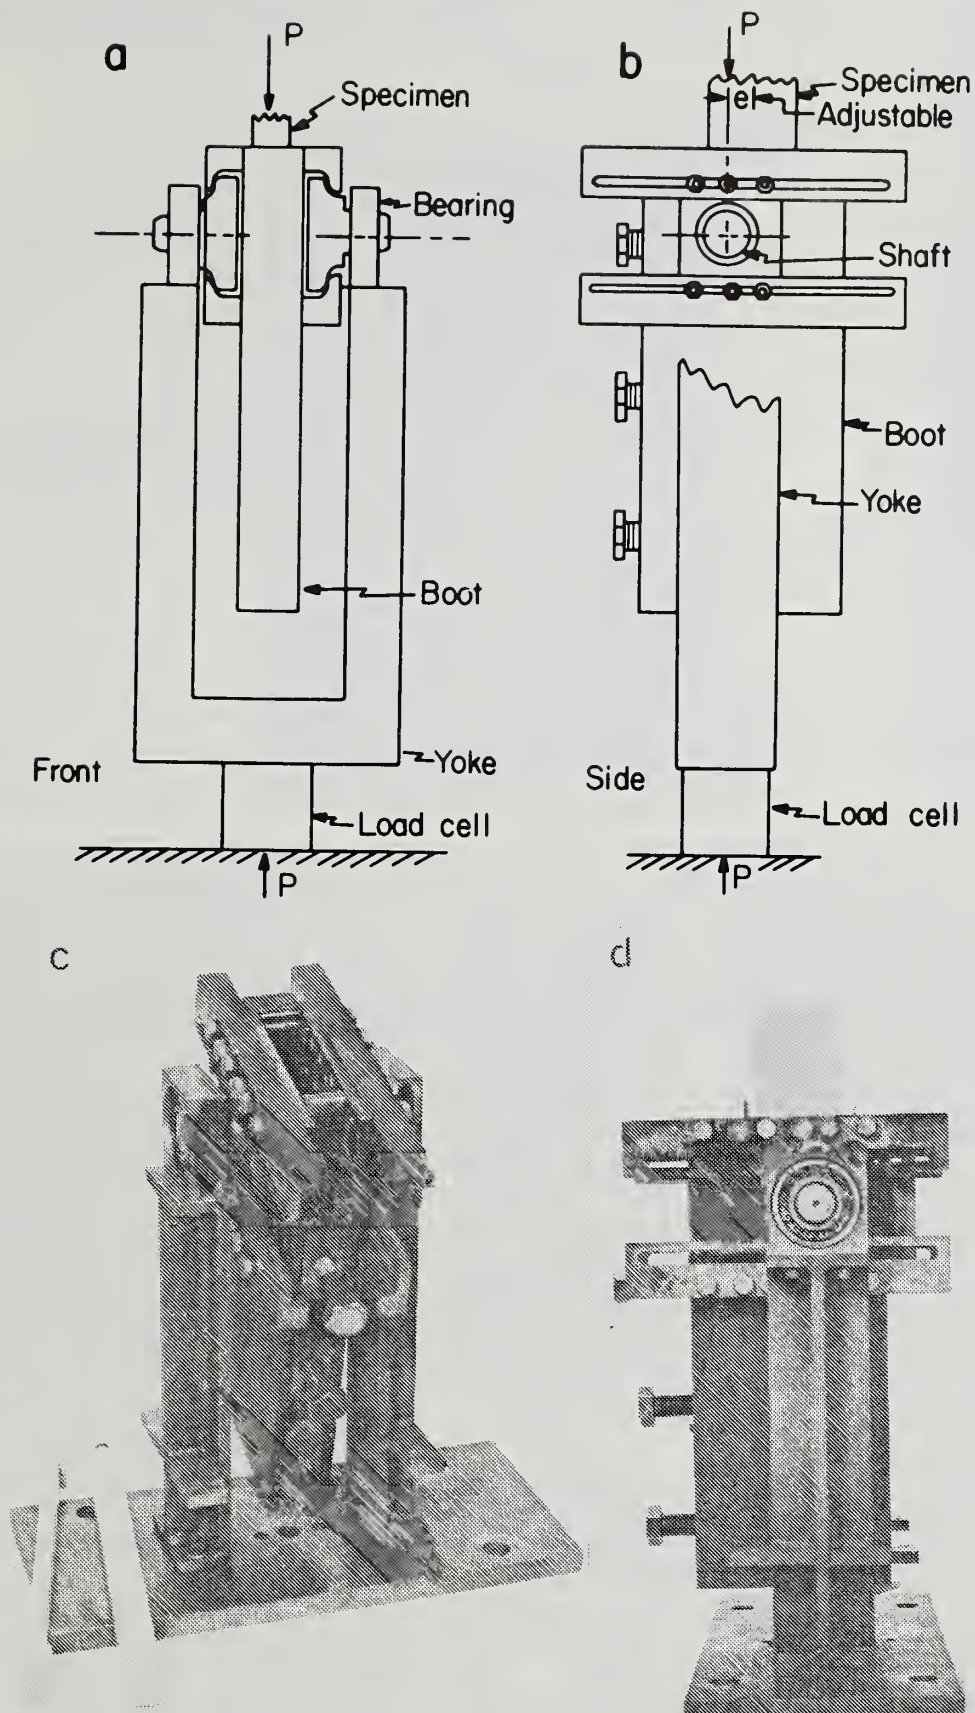 a
P
Specimen
Bearing
Boot
Yoke
Front
Load cell
P
b
P
Specimen
e
Adjustable
Shaft
Boot
Yoke
Side
Load cell
P
c
d